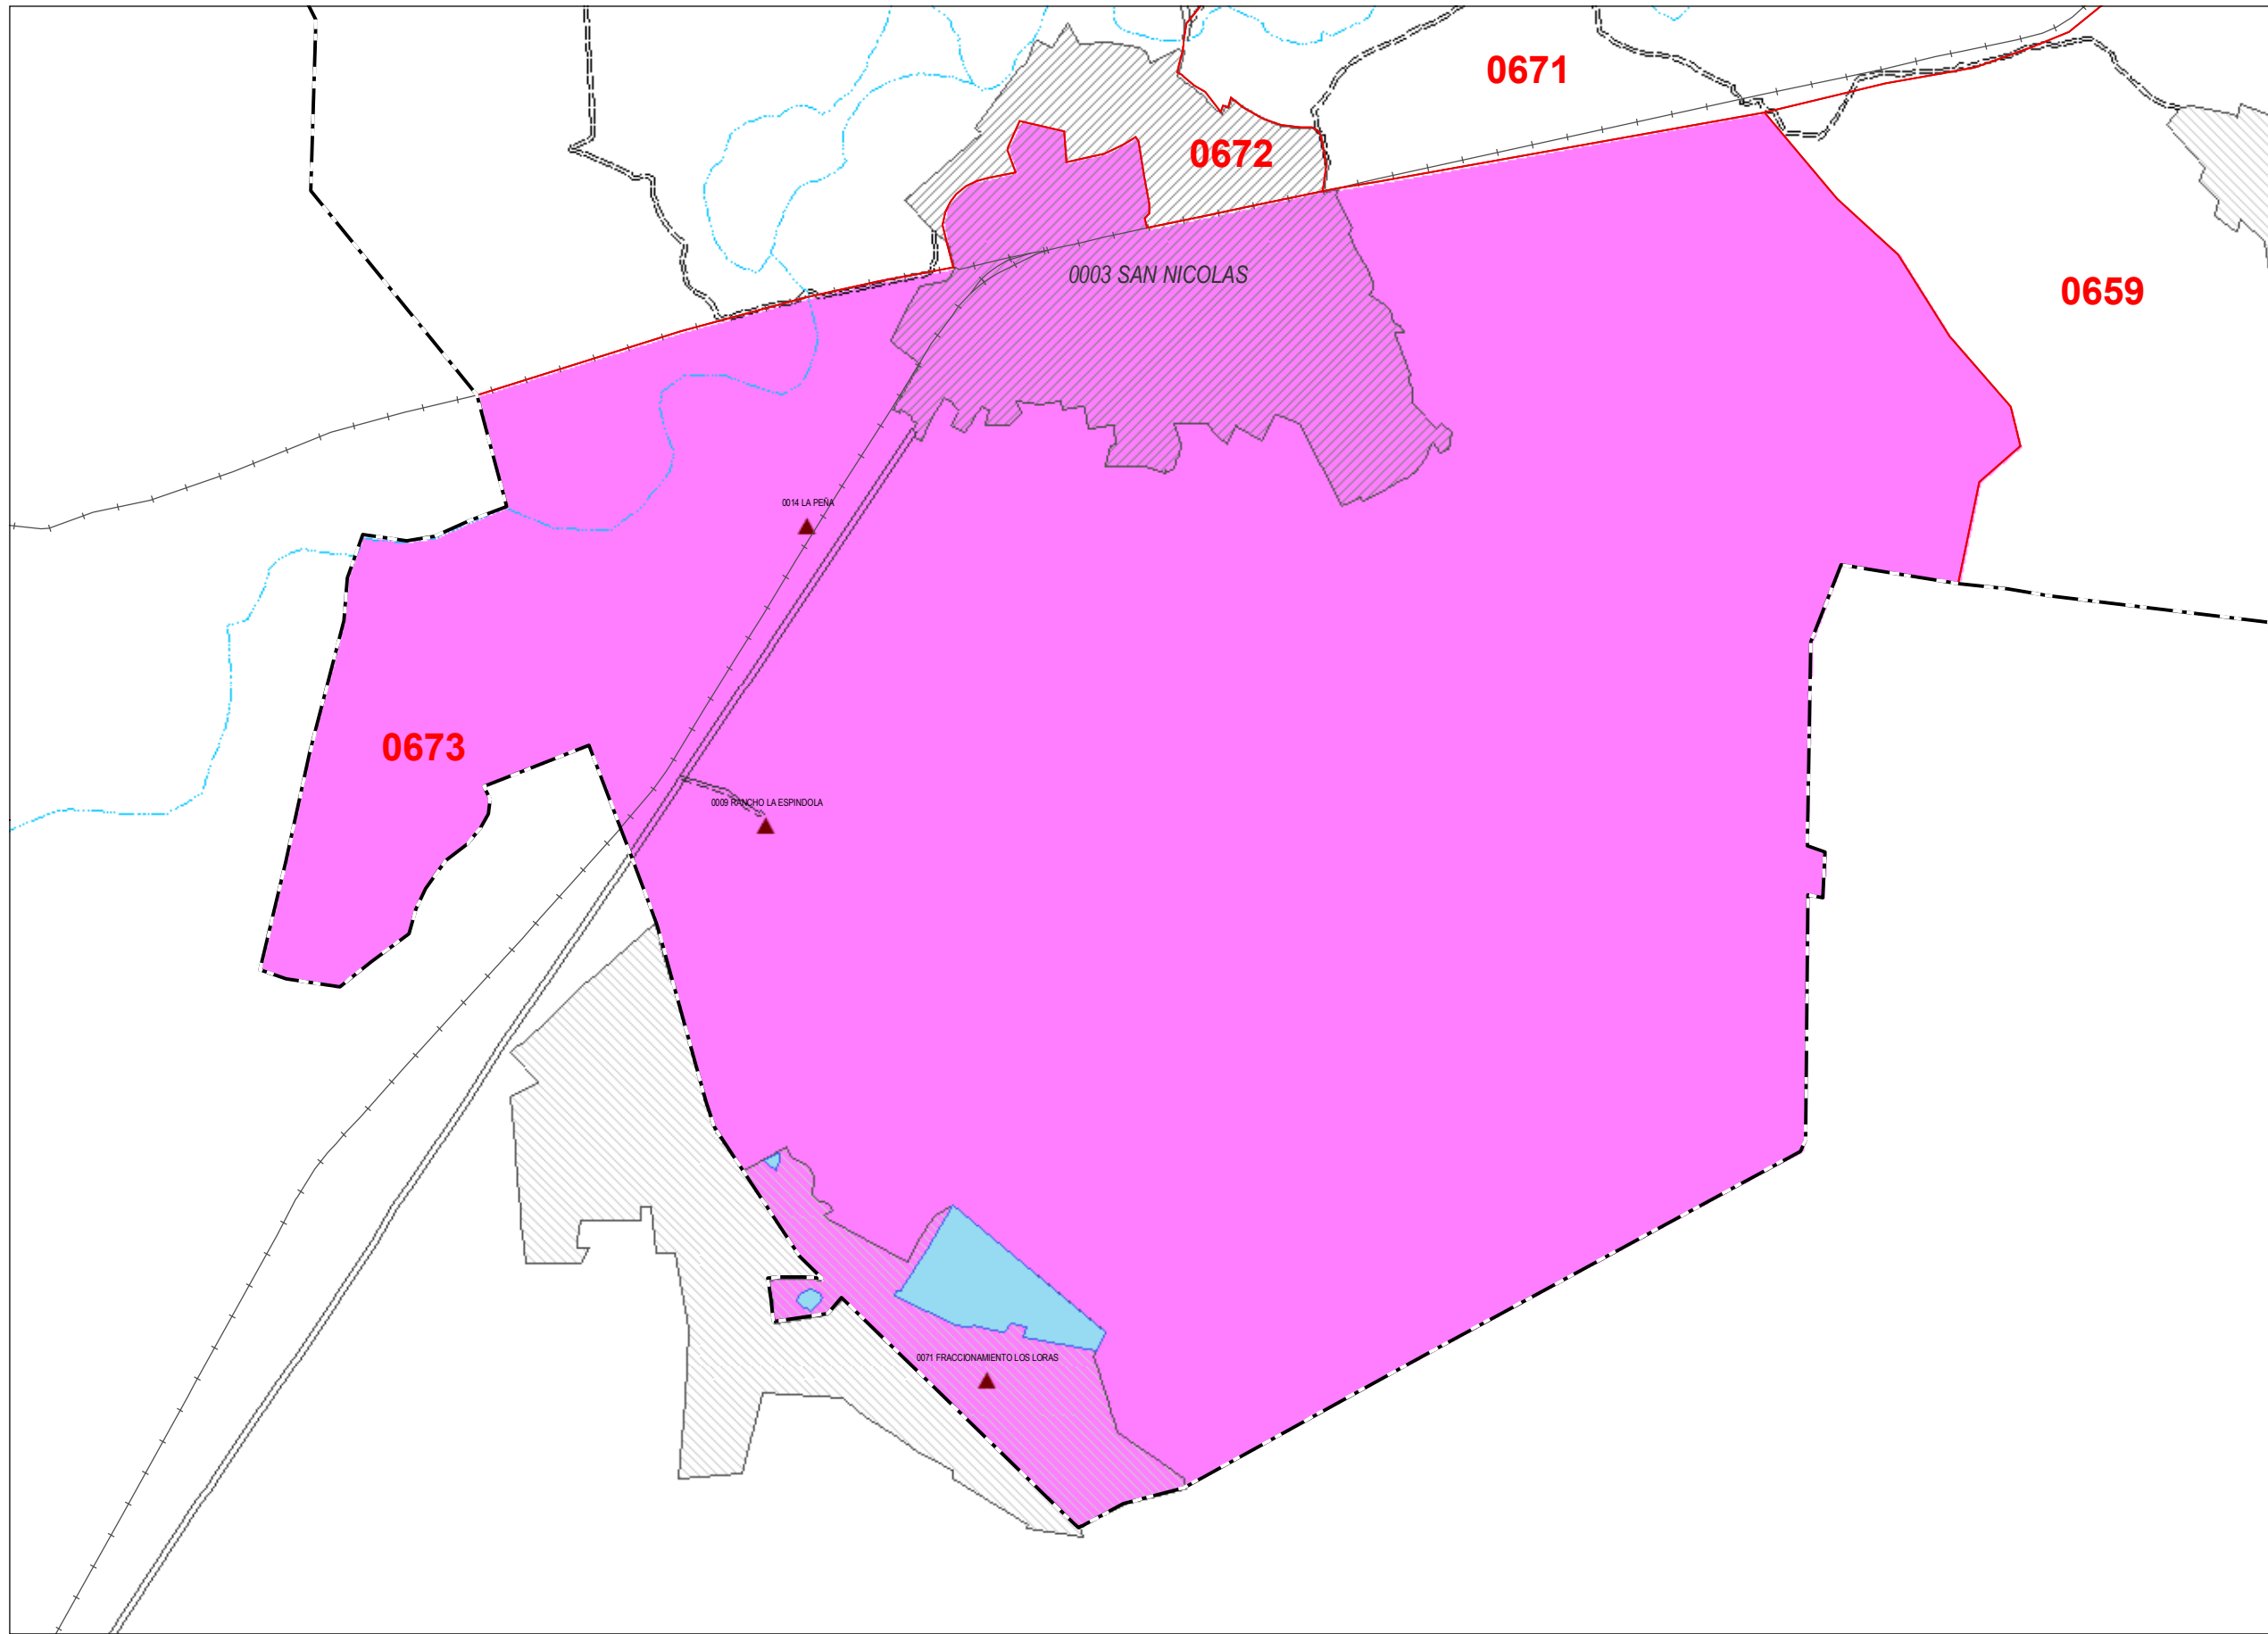 0671
0672
0003 SAN NICOLAS
0659
0014 LA PEÑA
0673
0009 RANCHO LA ESPINDOLA
0071 FRACCIONAMIENTO LOS LORAS